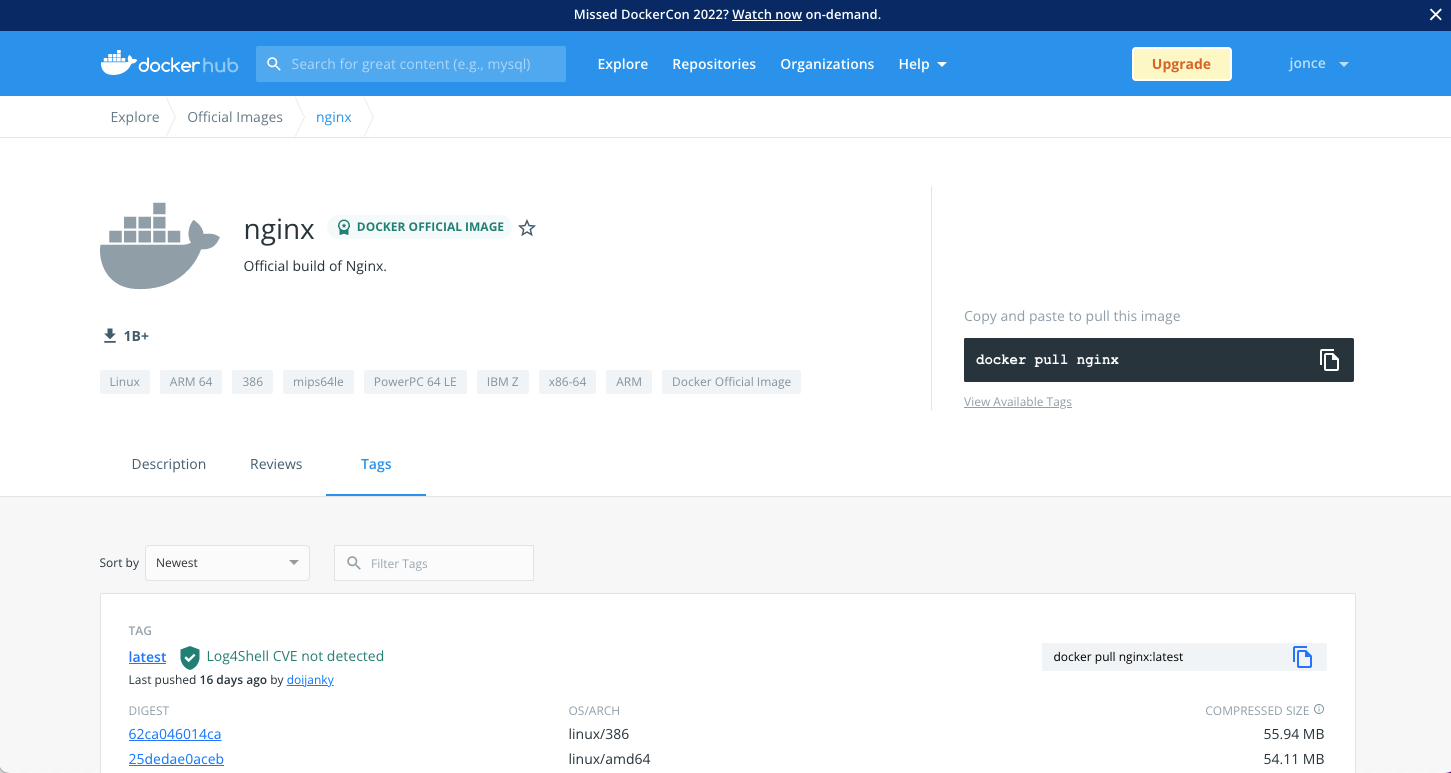 Missed DockerCon 2022? Watch now on-demand.
docker hub
Search for great content (e.g., mysql)
Explore
Repositories
Organizations
Help
Upgrade
jonce
Explore
Official Images
nginx
nginx
DOCKER OFFICIAL IMAGE
Official build of Nginx.
1B+
Linux
ARM 64
386
mips64le
PowerPC 64 LE
IBM Z
x86-64
ARM
Docker Official Image
Copy and paste to pull this image
docker pull nginx
View Available Tags
Description
Reviews
Tags
Sort by
Newest
Filter Tags
TAG
latest
Log4Shell CVE not detected
docker pull nginx:latest
Last pushed 16 days ago by doijanky
DIGEST
OS/ARCH
COMPRESSED SIZE
62ca046014ca
linux/386
55.94 MB
25dedae0aceb
linux/amd64
54.11 MB